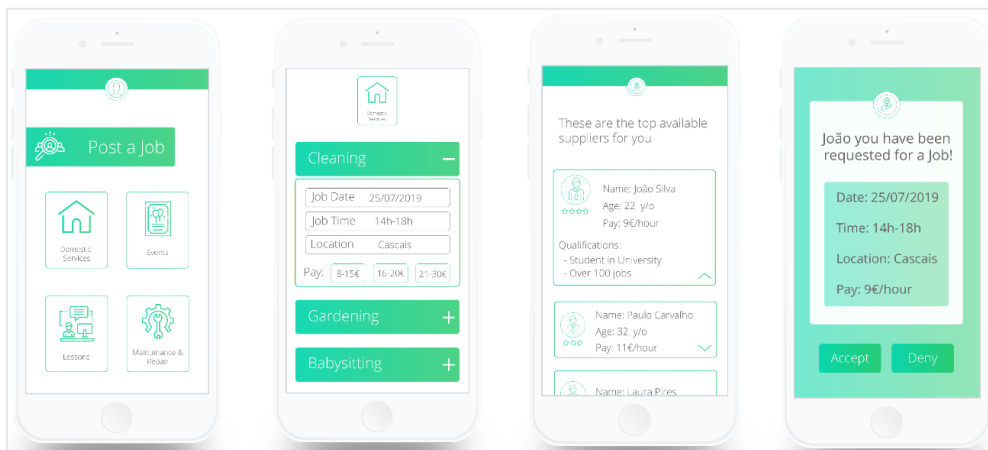 Post a Job
Domestic
Services
Events
Lessons
Maintenance &
Repair
Domestic
Services
Cleaning
Job Date 25/07/2019
Job Time 14h-18h
Location Cascais
Pay: 8-15€ 16-20€ 21-30€
Gardening
Babysitting
These are the top available
suppliers for you
Name: João Silva
Age: 22 y/o
Pay: 9€/hour
Qualifications:
- Student in University
- Over 100 jobs
Name: Paulo Carvalho
Age: 32 y/o
Pay: 11€/hour
Name: Laura Pires
João you have been
requested for a Job!
Date: 25/07/2019
Time: 14h-18h
Location: Cascais
Pay: 9€/hour
Accept Deny